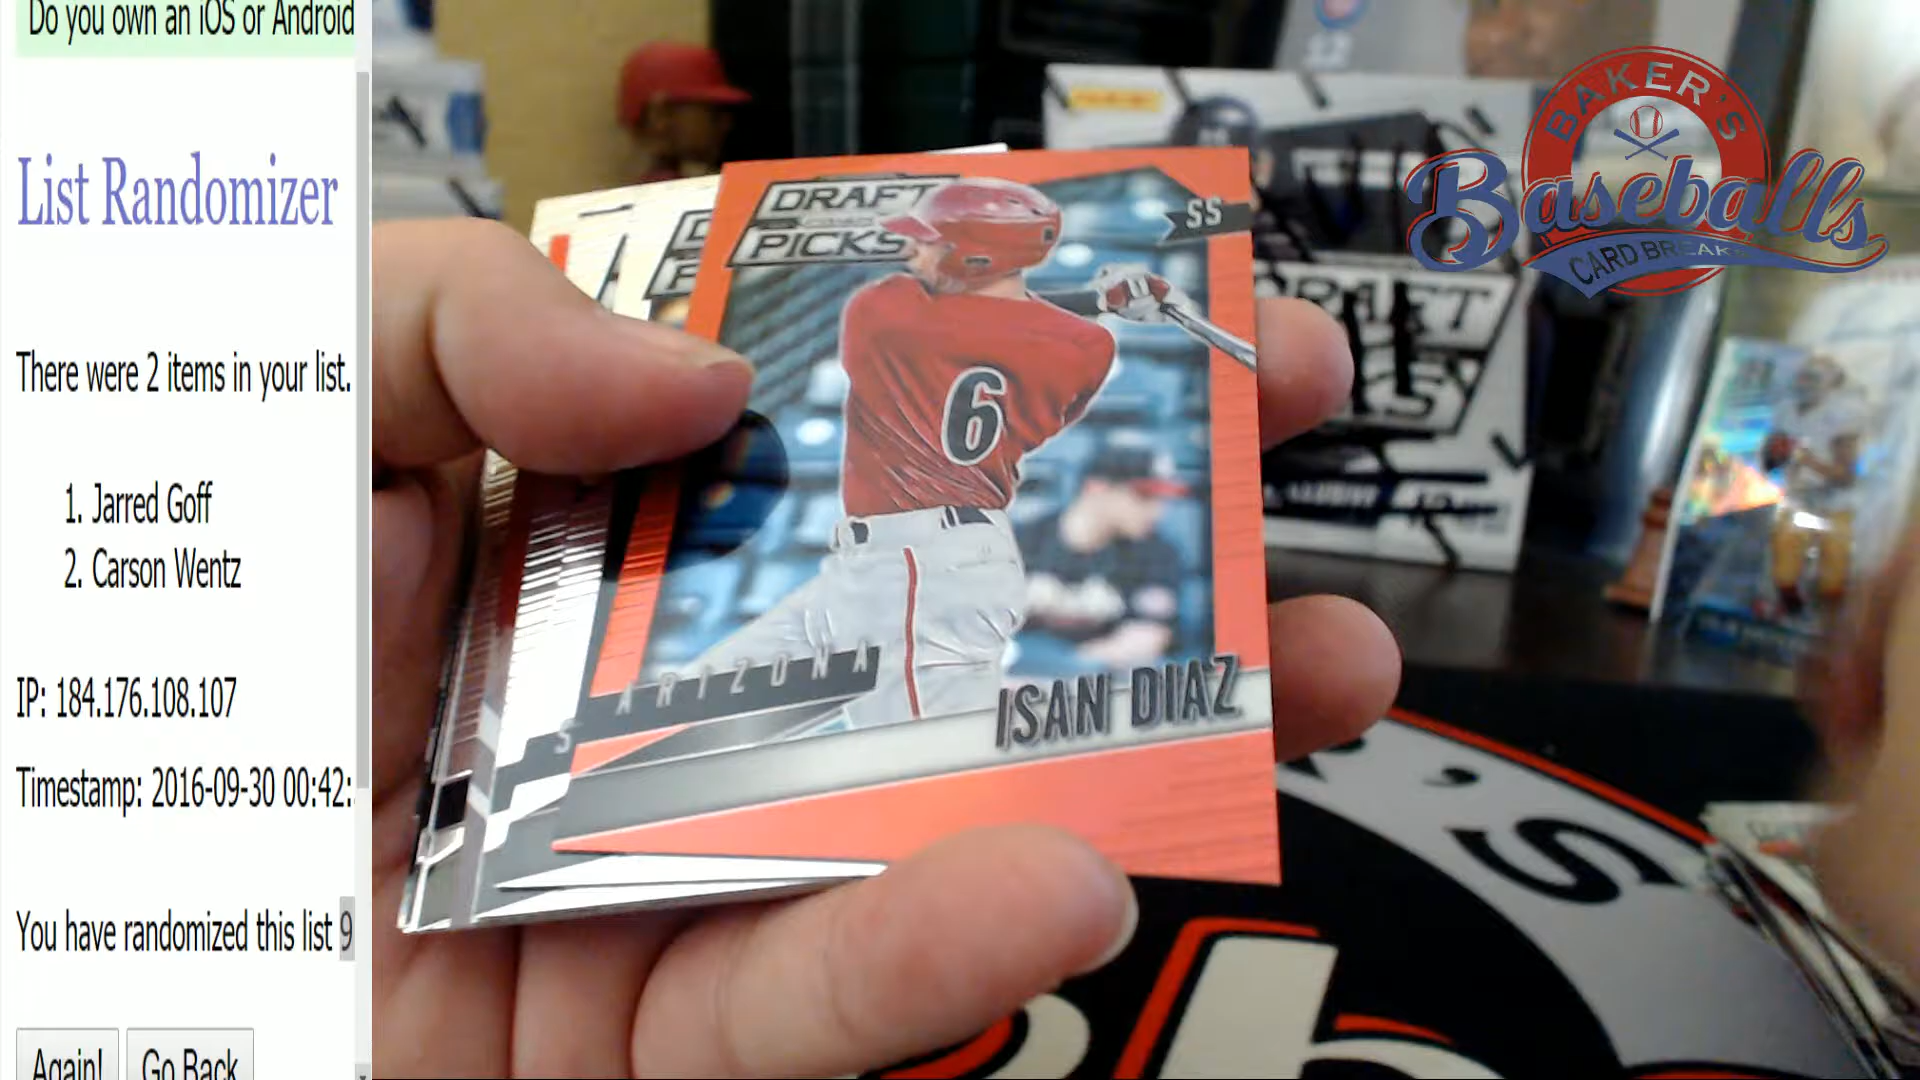 Do you own an iOS or Android
List Randomizer
There were 2 items in your list.
1. Jarred Goff
2. Carson Wentz
IP: 184.176.108.107
Timestamp: 2016-09-30 00:42:
You have randomized this list 9
Again!
Go Back
DRAFT
PICKS
SS
6
ARIZONA
ISAN DIAZ
BAKER'S
Baseballs
CARD BREAKS
12
DRAFT
'S